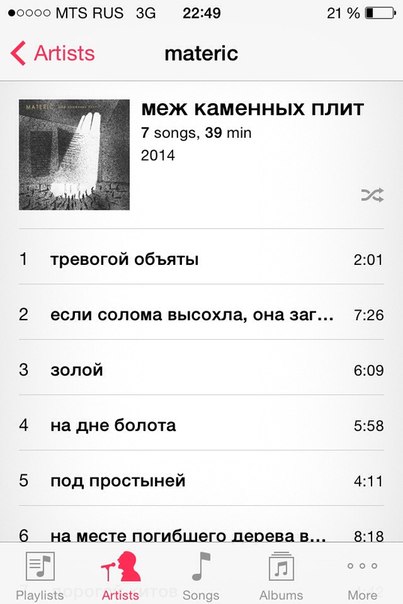 MTS RUS 3G 22:49 21 %
Artists materic
MATERIC
меж каменных плит
7 songs, 39 min
2014
1 тревогой объяты 2:01
2 если солома высохла, она заг... 7:26
3 золой 6:09
4 на дне болота 5:58
5 под простыней 4:11
6 на месте погибшего дерева в... 8:18
Playlists Artists Songs Albums More